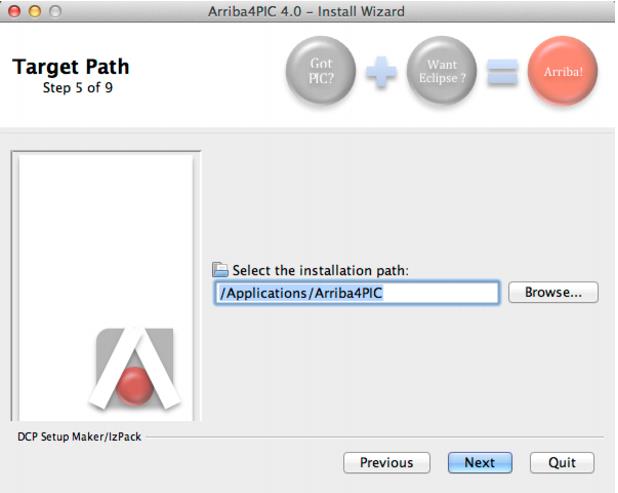 Arriba4PIC 4.0 – Install Wizard
Target Path
Step 5 of 9
Got
PIC?
Want
Eclipse ?
Arriba!
Select the installation path:
/Applications/Arriba4PIC
Browse...
DCP Setup Maker/IzPack
Previous
Next
Quit